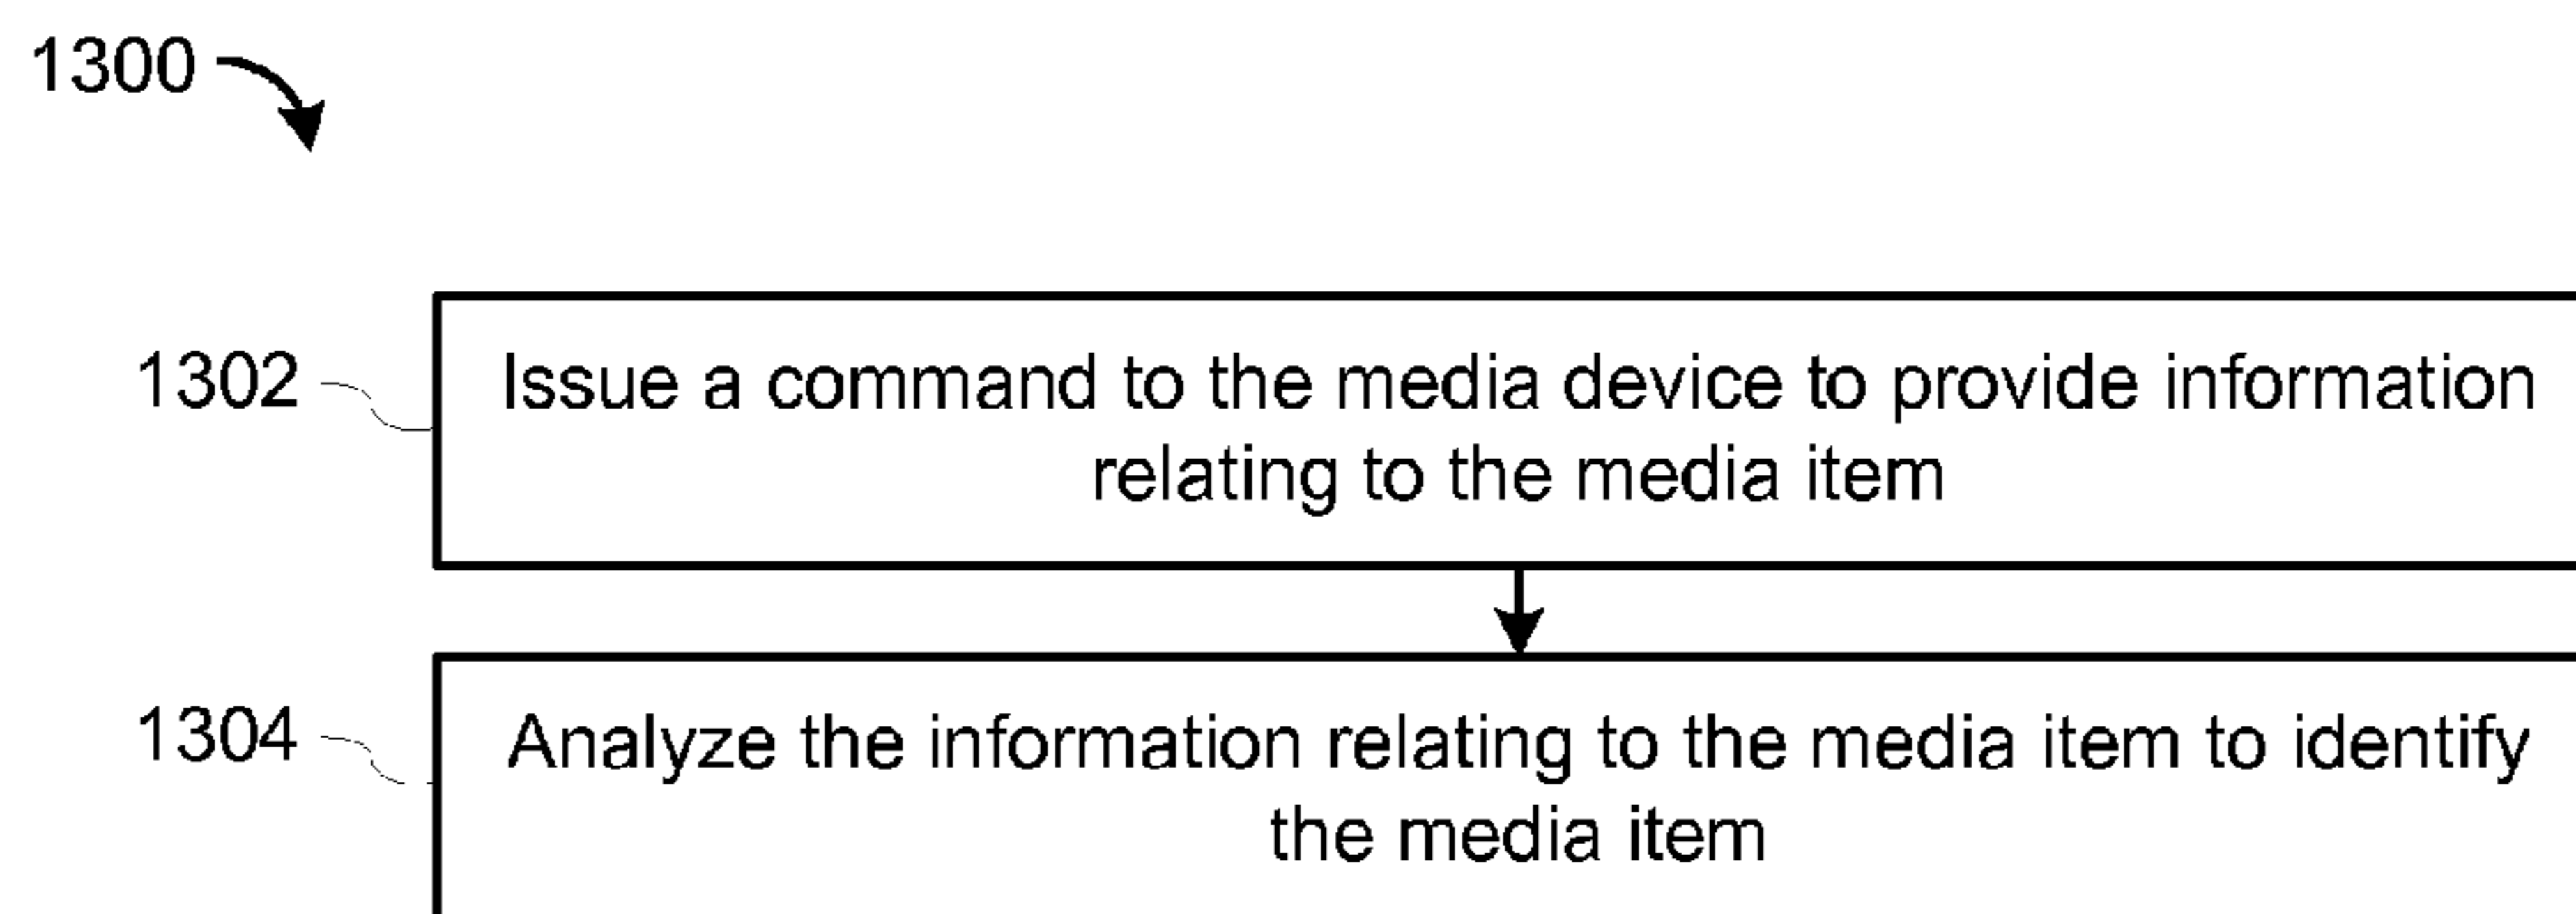 1300
1302
Issue a command to the media device to provide information
relating to the media item
1304
Analyze the information relating to the media item to identify
the media item